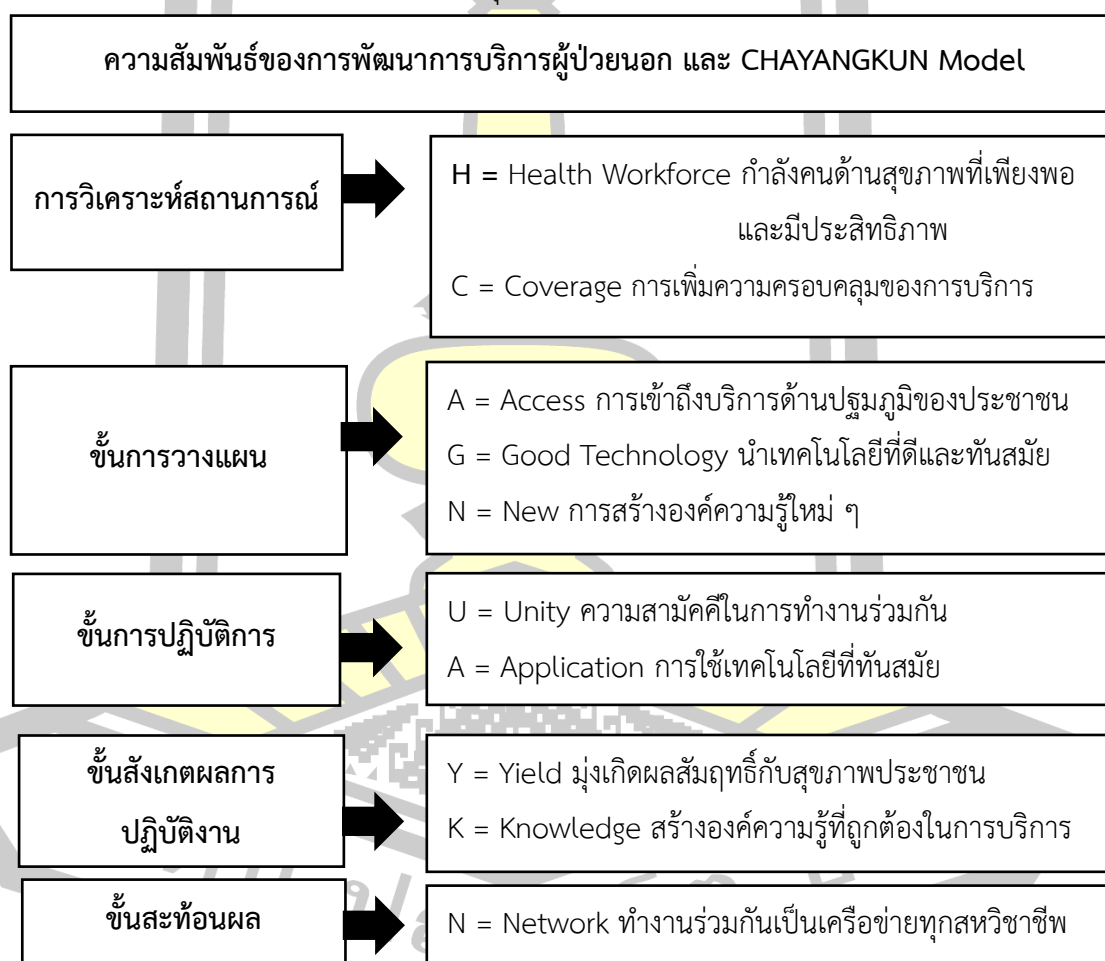 ความสัมพันธ์ของการพัฒนาการบริการผู้ป่วยนอก และ CHAYANGKUN Model
การวิเคราะห์สถานการณ์
H = Health Workforce กำลังคนด้านสุขภาพที่เพียงพอ
และมีประสิทธิภาพ
C = Coverage การเพิ่มความครอบคลุมของการบริการ
ขั้นการวางแผน
A = Access การเข้าถึงบริการด้านปฐมภูมิของประชาชน
G = Good Technology นำเทคโนโลยีที่ดีและทันสมัย
N = New การสร้างองค์ความรู้ใหม่ ๆ
ขั้นการปฏิบัติการ
U = Unity ความสามัคคีในการทำงานร่วมกัน
A = Application การใช้เทคโนโลยีที่ทันสมัย
ขั้นสังเกตผลการ
ปฏิบัติงาน
Y = Yield มุ่งเกิดผลสัมฤทธิ์กับสุขภาพประชาชน
K = Knowledge สร้างองค์ความรู้ที่ถูกต้องในการบริการ
ขั้นสะท้อนผล
N = Network ทำงานร่วมกันเป็นเครือข่ายทุกสหวิชาชีพ